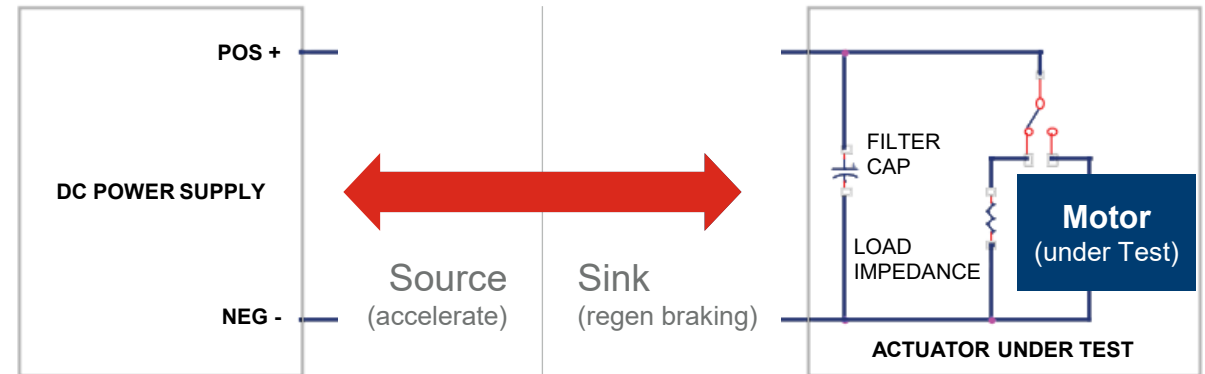 POS +
DC POWER SUPPLY
NEG -
Source
(accelerate)
Sink
(regen braking)
FILTER
CAP
LOAD
IMPEDANCE
Motor
(under Test)
ACTUATOR UNDER TEST